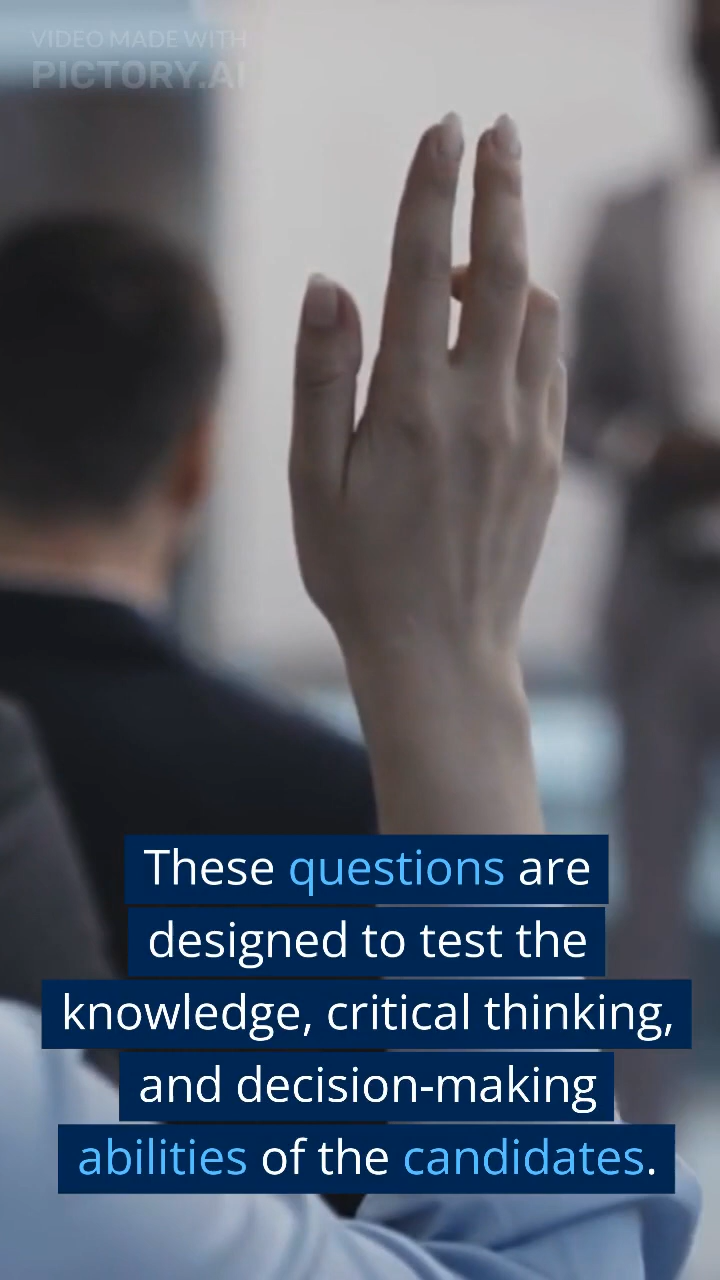 VIDEO MADE WITH
PICTORY.AI
These questions are
designed to test the
knowledge, critical thinking,
and decision-making
abilities of the candidates.